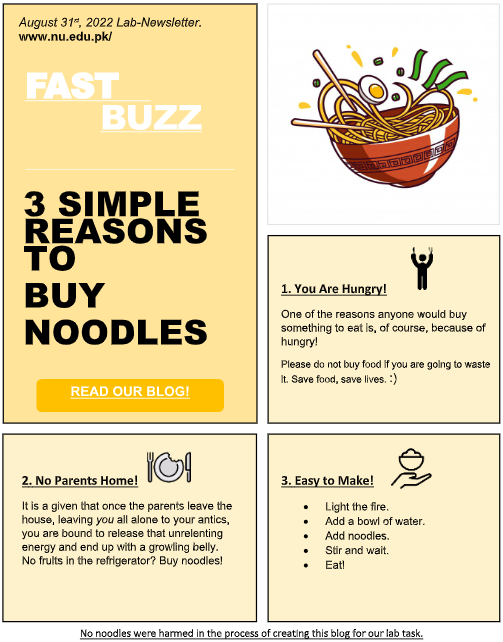 August 31st, 2022 Lab-Newsletter.
www.nu.edu.pk/
FAST
BUZZ
3 SIMPLE
REASONS
TO
BUY
NOODLES
READ OUR BLOG!
1. You Are Hungry!
One of the reasons anyone would buy
something to eat is, of course, because of
hungry!
Please do not buy food if you are going to waste
it. Save food, save lives. :)
2. No Parents Home!
It is a given that once the parents leave the
house, leaving you all alone to your antics,
you are bound to release that unrelenting
energy and end up with a growling belly.
No fruits in the refrigerator? Buy noodles!
3. Easy to Make!
• Light the fire.
• Add a bowl of water.
• Add noodles.
• Stir and wait.
• Eat!
No noodles were harmed in the process of creating this blog for our lab task.